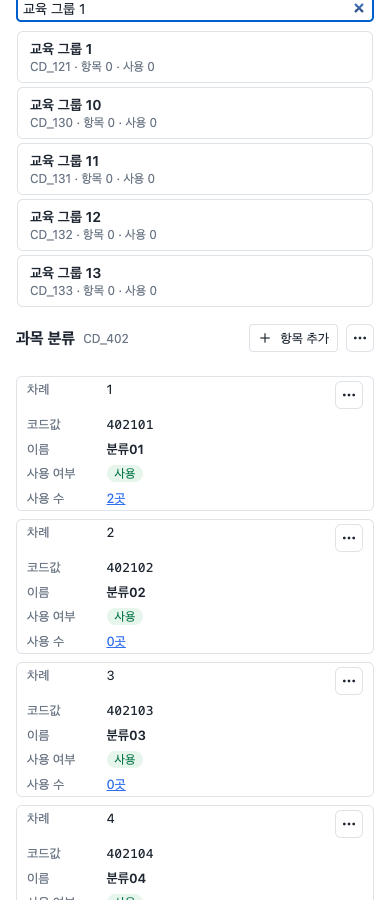 교육 그룹 1
교육 그룹 1
CD_121 · 항목 0 · 사용 0
교육 그룹 10
CD_130 · 항목 0 · 사용 0
교육 그룹 11
CD_131 · 항목 0 · 사용 0
교육 그룹 12
CD_132 · 항목 0 · 사용 0
교육 그룹 13
CD_133 · 항목 0 · 사용 0
과목 분류 CD_402 + 항목 추가
차례 1
코드값 402101
이름 분류01
사용 여부 사용
사용 수 2곳
차례 2
코드값 402102
이름 분류02
사용 여부 사용
사용 수 0곳
차례 3
코드값 402103
이름 분류03
사용 여부 사용
사용 수 0곳
차례 4
코드값 402104
이름 분류04
사용 여부 사용